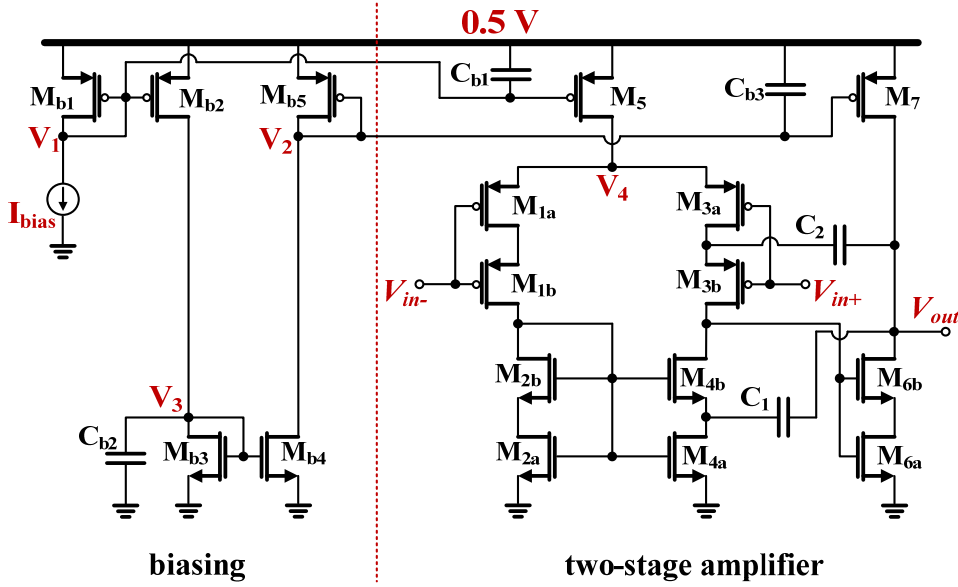 0.5 V
Mb1
Mb2
Mb5
Cb1
M5
Cb3
M7
V1
V2
Ibias
V4
M1a
M3a
C2
Vin-
M1b
M3b
Vin+
Vout
M2b
M4b
C1
M6b
V3
Cb2
Mb3
Mb4
M2a
M4a
M6a
biasing
two-stage amplifier